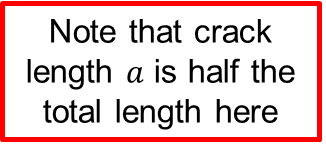 Note that crack
length 𝑎 is half the
total length here